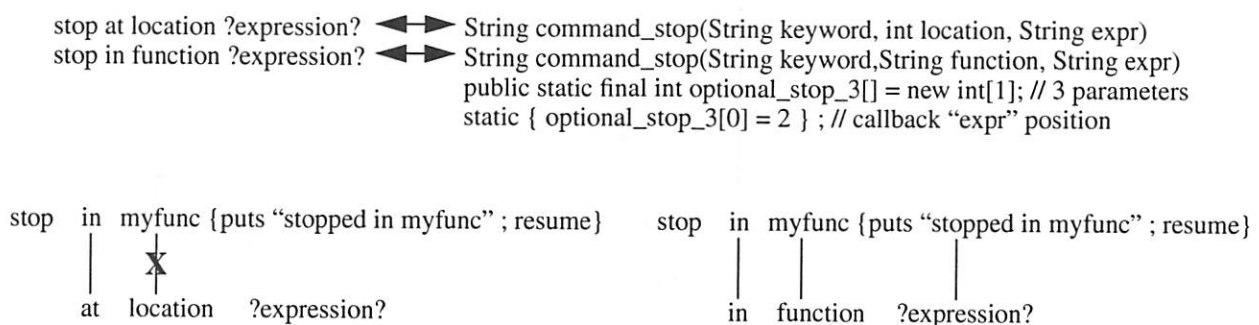 stop at location ?expression? String command_stop(String keyword, int location, String expr)
stop in function ?expression? String command_stop(String keyword,String function, String expr)
public static final int optional_stop_3[] = new int[1]; // 3 parameters
static { optional_stop_3[0] = 2 } ; // callback “expr” position
stop in myfunc {puts “stopped in myfunc” ; resume}
X
at location ?expression?
stop in myfunc {puts “stopped in myfunc” ; resume}
in function ?expression?